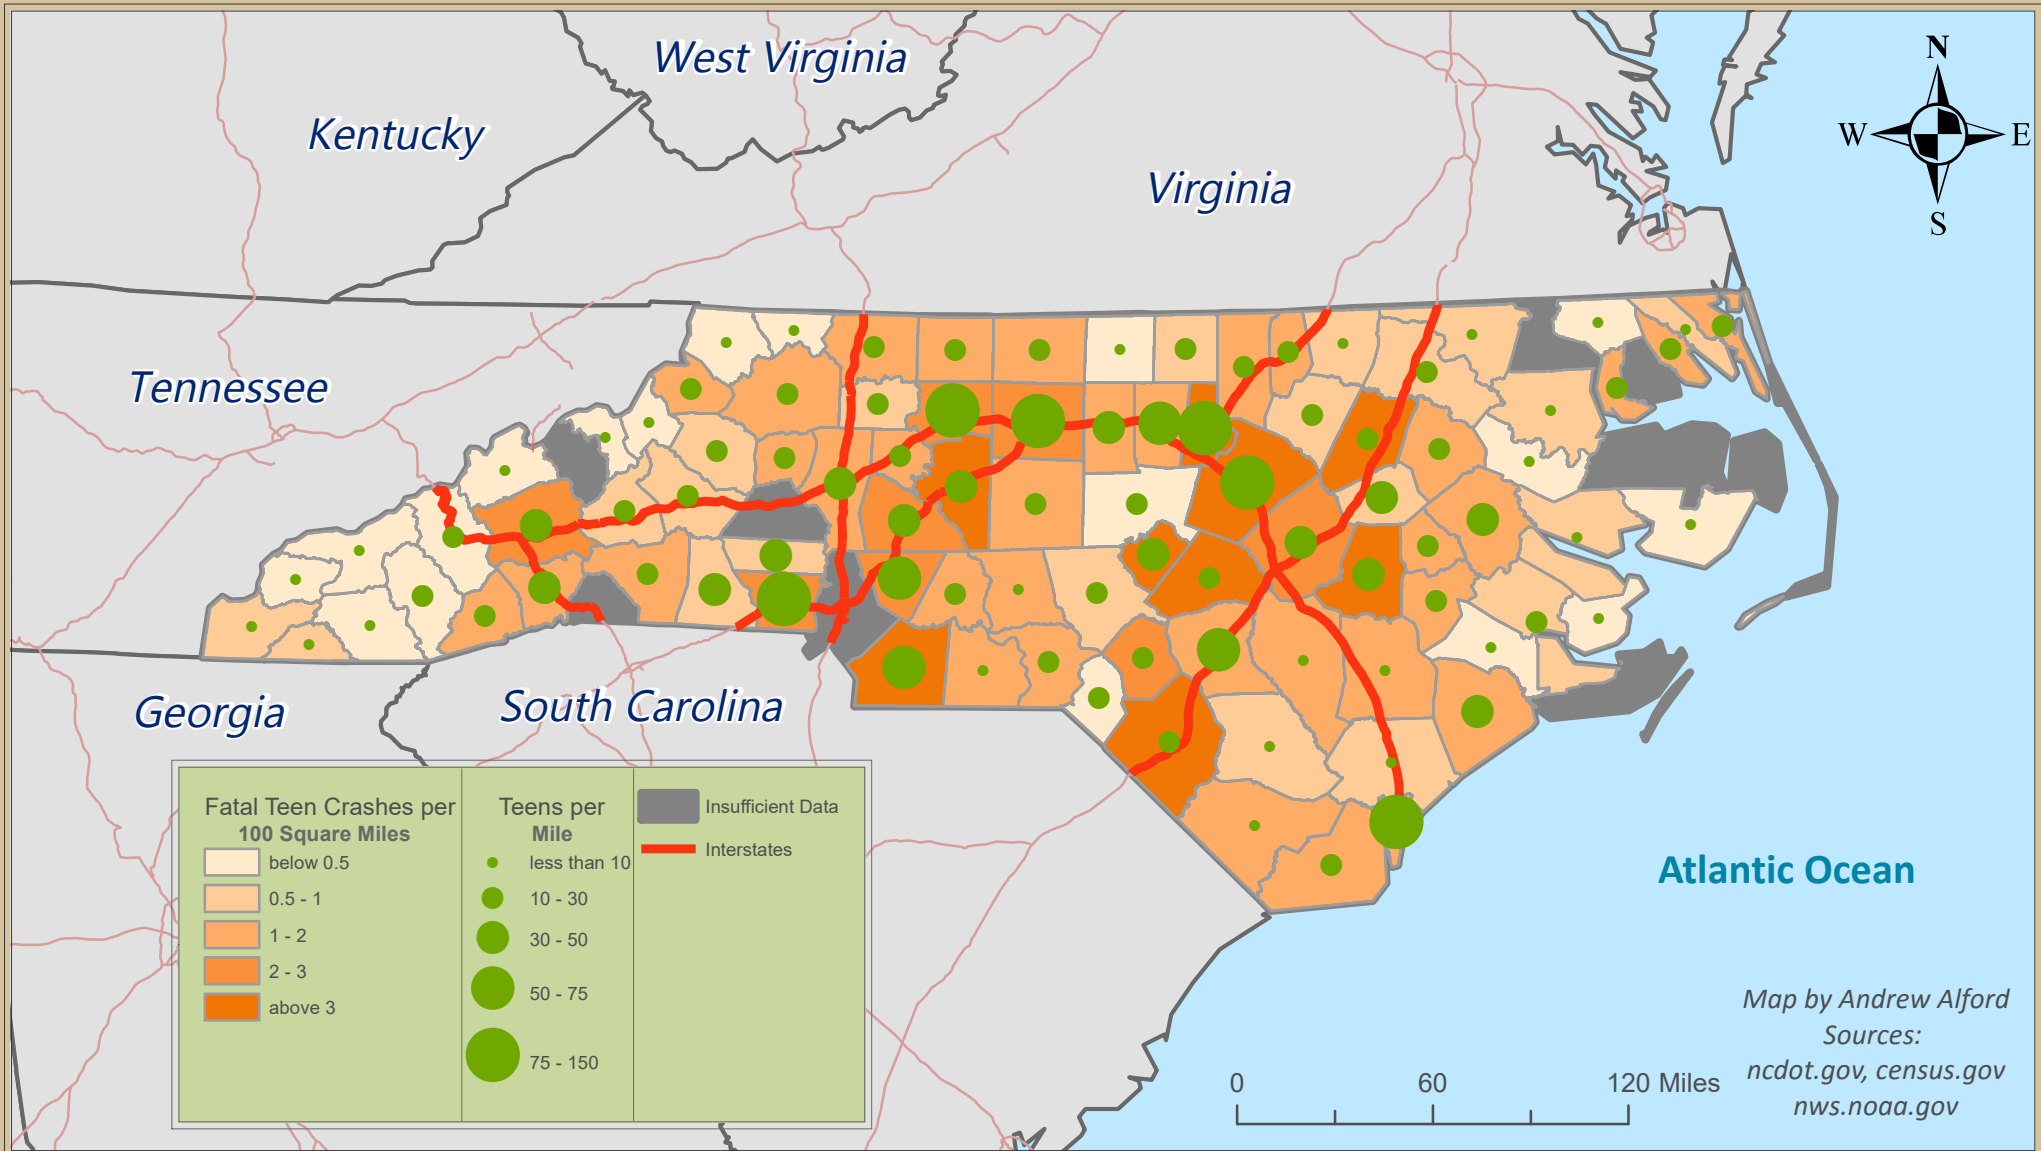 West Virginia
Kentucky
Virginia
Tennessee
Georgia
South Carolina
N
W
E
S
Atlantic Ocean
Fatal Teen Crashes per
100 Square Miles
below 0.5
0.5 - 1
1 - 2
2 - 3
above 3
Teens per
Mile
less than 10
10 - 30
30 - 50
50 - 75
75 - 150
Insufficient Data
Interstates
0
60
120 Miles
Map by Andrew Alford
Sources:
ncdot.gov, census.gov
nws.noaa.gov